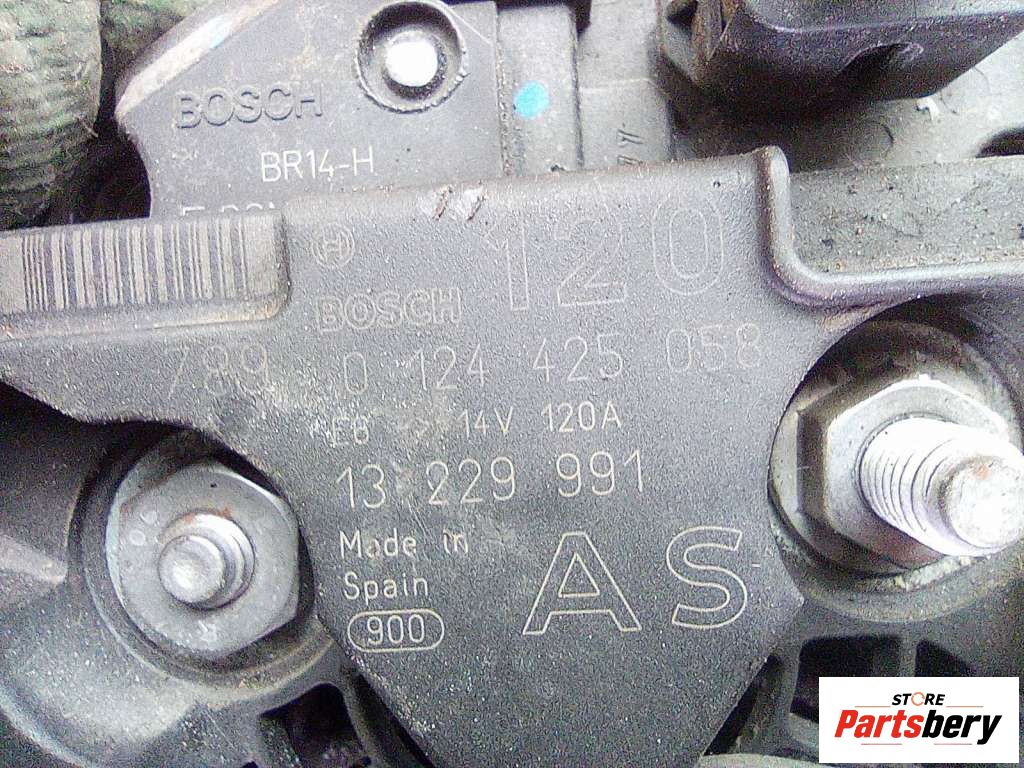 BOSCH
BR14-H
120
BOSCH
789 0 124 425 058
E8 14V 120A
13 229 991
Made in
Spain
900
AS
STORE
Partsbery